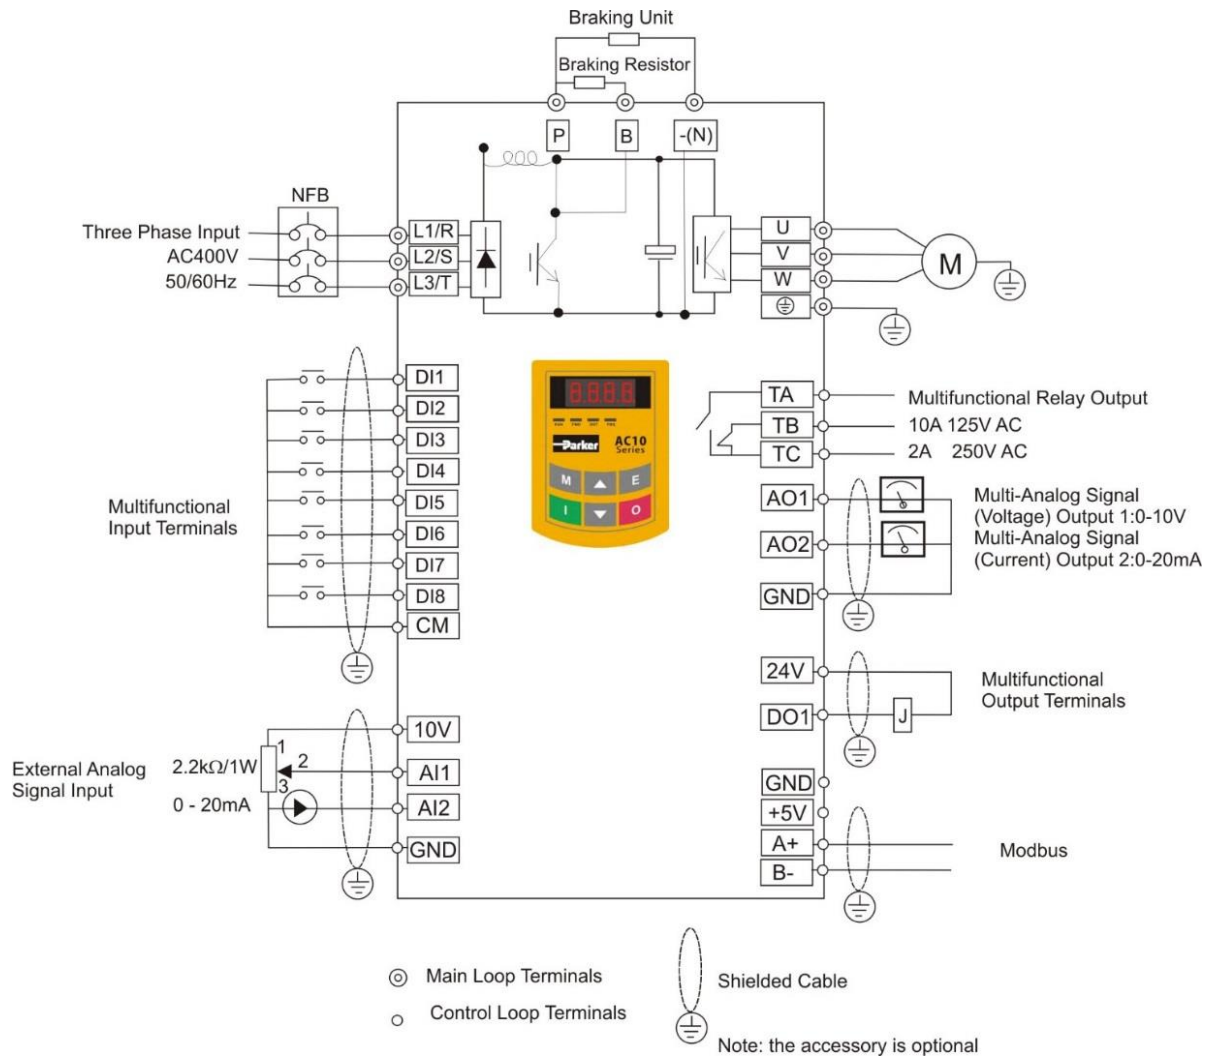 Braking Unit
Braking Resistor
P
B
-(N)
NFB
Three Phase Input
AC400V
50/60Hz
L1/R
L2/S
L3/T
U
V
W
M
DI1
DI2
DI3
DI4
DI5
DI6
DI7
DI8
CM
Multifunctional
Input Terminals
8.8.8.8.
Parker
AC10
Series
M
E
I
O
TA
TB
TC
Multifunctional Relay Output
10A 125V AC
2A 250V AC
AO1
AO2
GND
Multi-Analog Signal
(Voltage) Output 1:0-10V
Multi-Analog Signal
(Current) Output 2:0-20mA
24V
DO1
J
Multifunctional
Output Terminals
10V
AI1
AI2
GND
External Analog
Signal Input
2.2kΩ/1W
0 - 20mA
1
2
3
GND
+5V
A+
B-
Modbus
Main Loop Terminals
Control Loop Terminals
Shielded Cable
Note: the accessory is optional